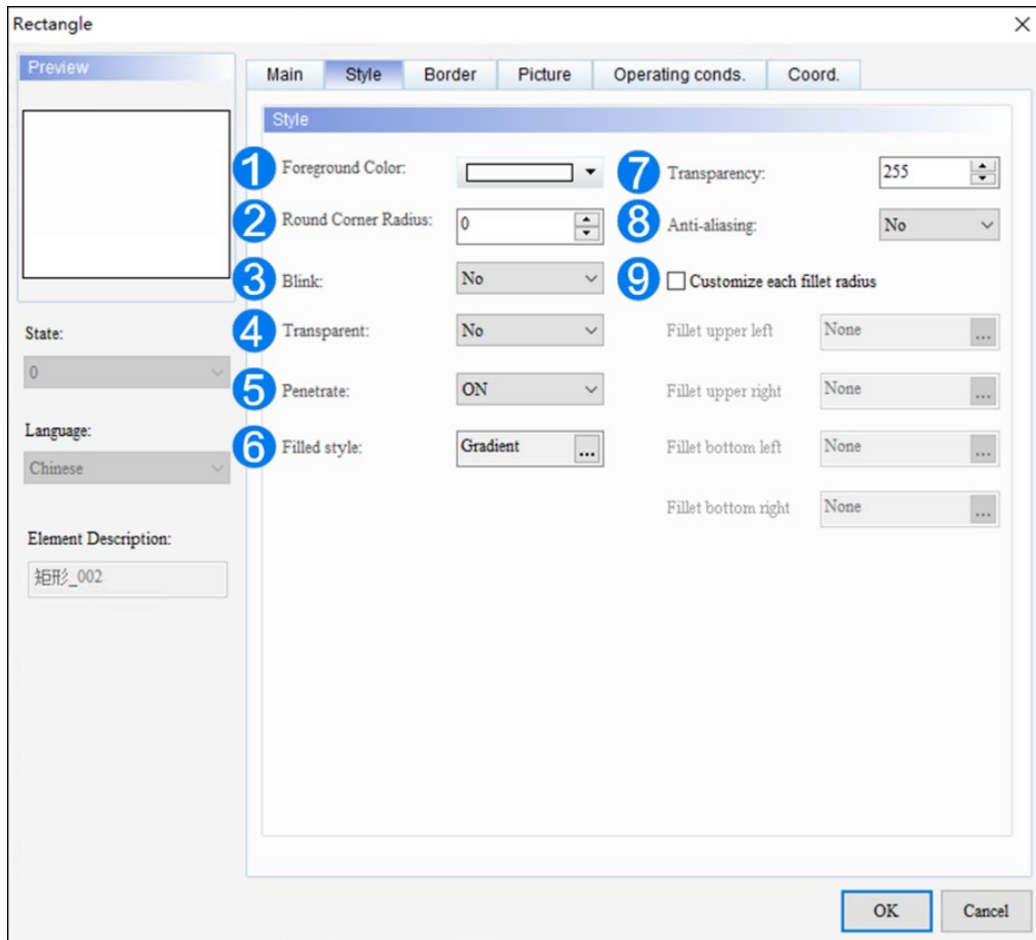 Rectangle
Preview
Main Style Border Picture Operating conds. Coord.
Style
1 Foreground Color: 7 Transparency: 255
2 Round Corner Radius: 0 8 Anti-aliasing: No
3 Blink: No 9 Customize each fillet radius
State: 4 Transparent: No Fillet upper left None ...
0
5 Penetrate: ON Fillet upper right None ...
Language:
6 Filled style: Gradient ... Fillet bottom left None ...
Chinese
Fillet bottom right None ...
Element Description:
矩形_002
OK Cancel